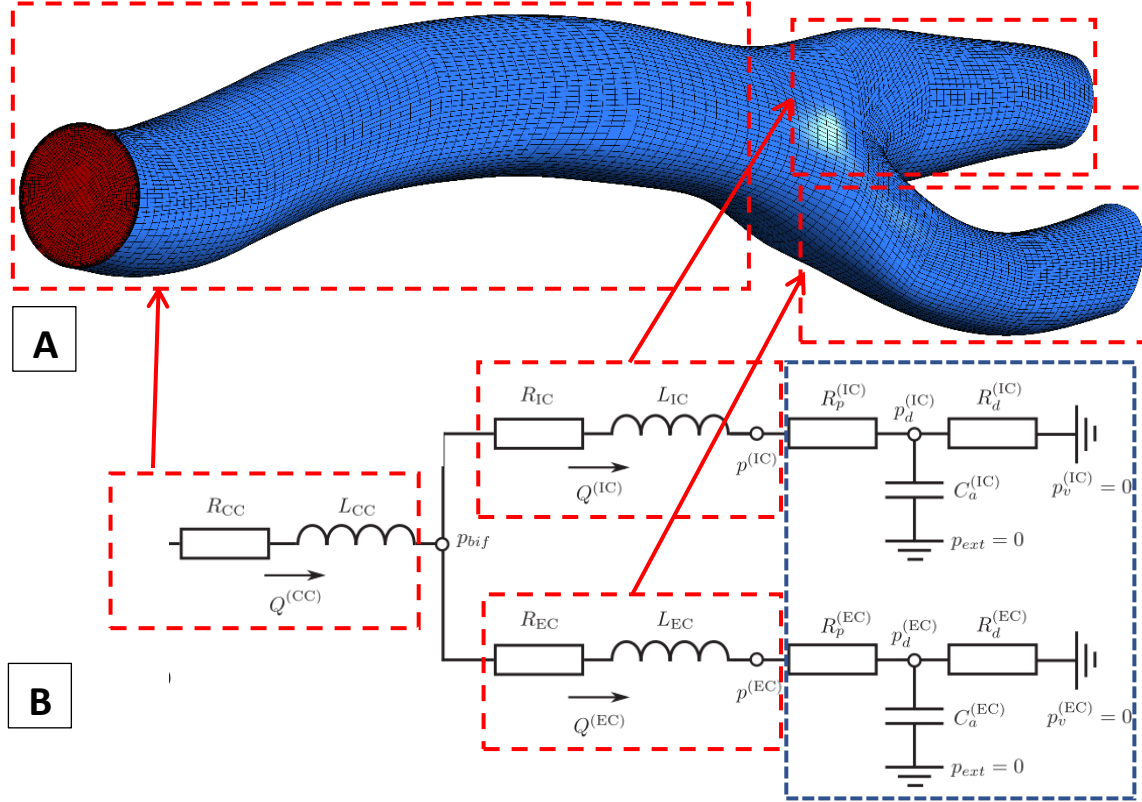 A
R_IC
L_IC
R_p^(IC)
p_d^(IC)
R_d^(IC)
p^(IC)
Q^(IC)
C_a^(IC)
p_v^(IC) = 0
p_ext = 0
R_CC
L_CC
p_bif
Q^(CC)
R_EC
L_EC
R_p^(EC)
p_d^(EC)
R_d^(EC)
p^(EC)
Q^(EC)
C_a^(EC)
p_v^(EC) = 0
p_ext = 0
B